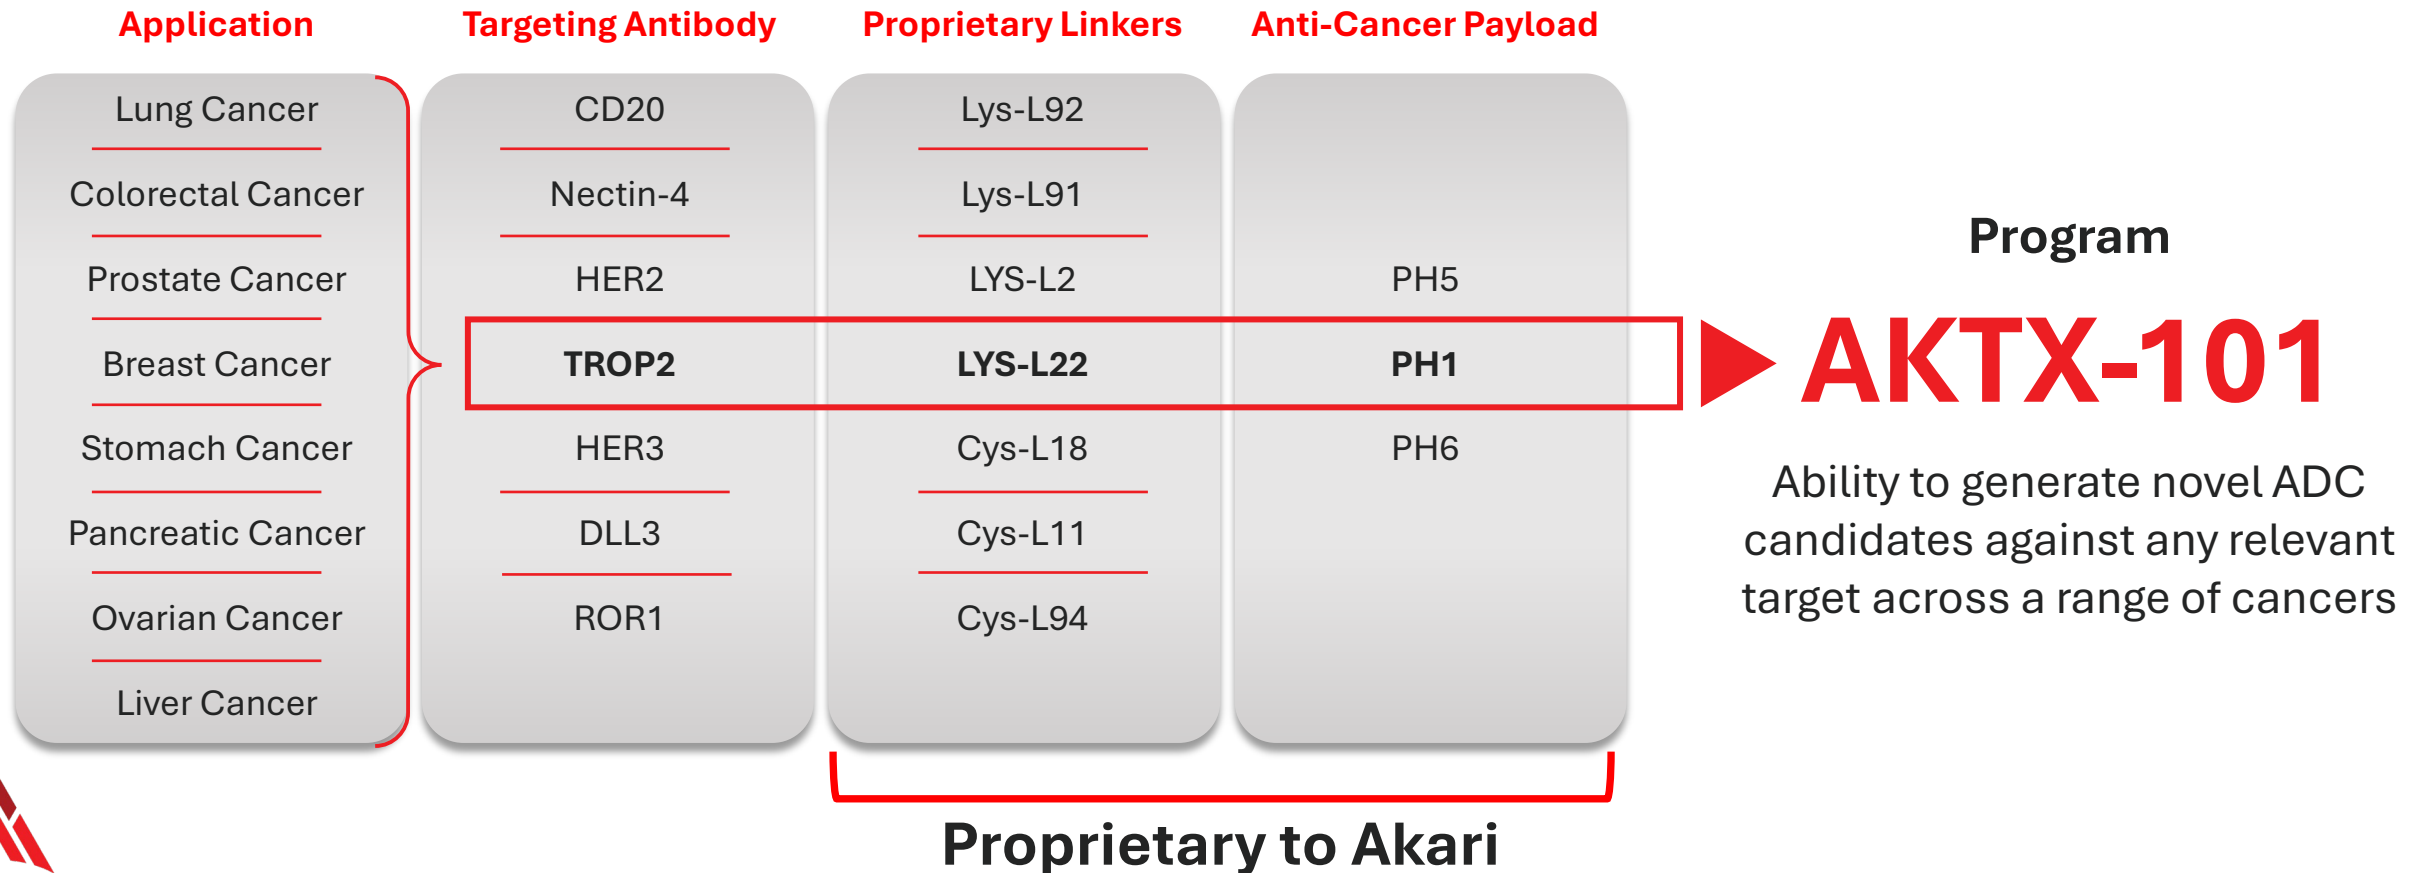 Application
Targeting Antibody
Proprietary Linkers
Anti-Cancer Payload
Lung Cancer
Colorectal Cancer
Prostate Cancer
Breast Cancer
Stomach Cancer
Pancreatic Cancer
Ovarian Cancer
Liver Cancer
CD20
Nectin-4
HER2
TROP2
HER3
DLL3
ROR1
Lys-L92
Lys-L91
LYS-L2
LYS-L22
Cys-L18
Cys-L11
Cys-L94
PH5
PH1
PH6
Proprietary to Akari
Program
AKTX-101
Ability to generate novel ADC
candidates against any relevant
target across a range of cancers